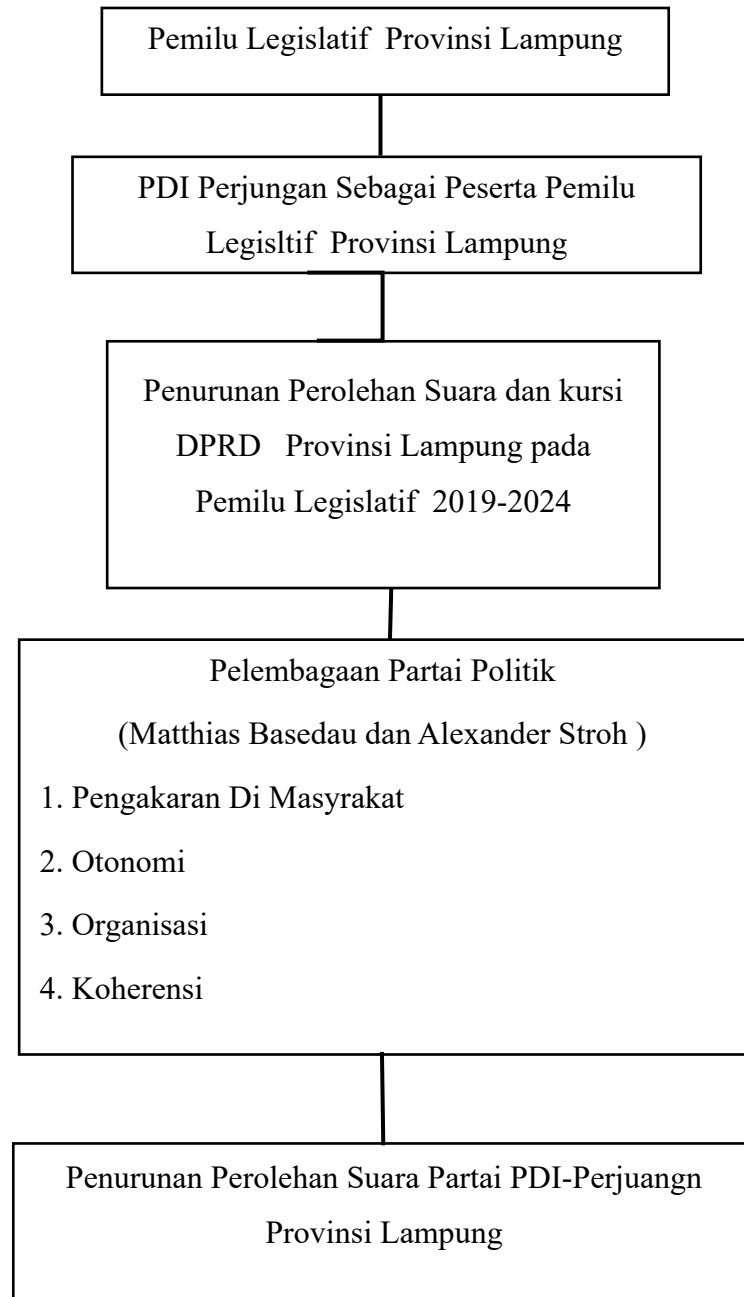 Pemilu Legislatif Provinsi Lampung
PDI Perjungan Sebagai Peserta Pemilu
Legisltif Provinsi Lampung
Penurunan Perolehan Suara dan kursi
DPRD Provinsi Lampung pada
Pemilu Legislatif 2019-2024
Pelembagaan Partai Politik
(Matthias Basedau dan Alexander Stroh )
1. Pengakaran Di Masyrakat
2. Otonomi
3. Organisasi
4. Koherensi
Penurunan Perolehan Suara Partai PDI-Perjuangn
Provinsi Lampung